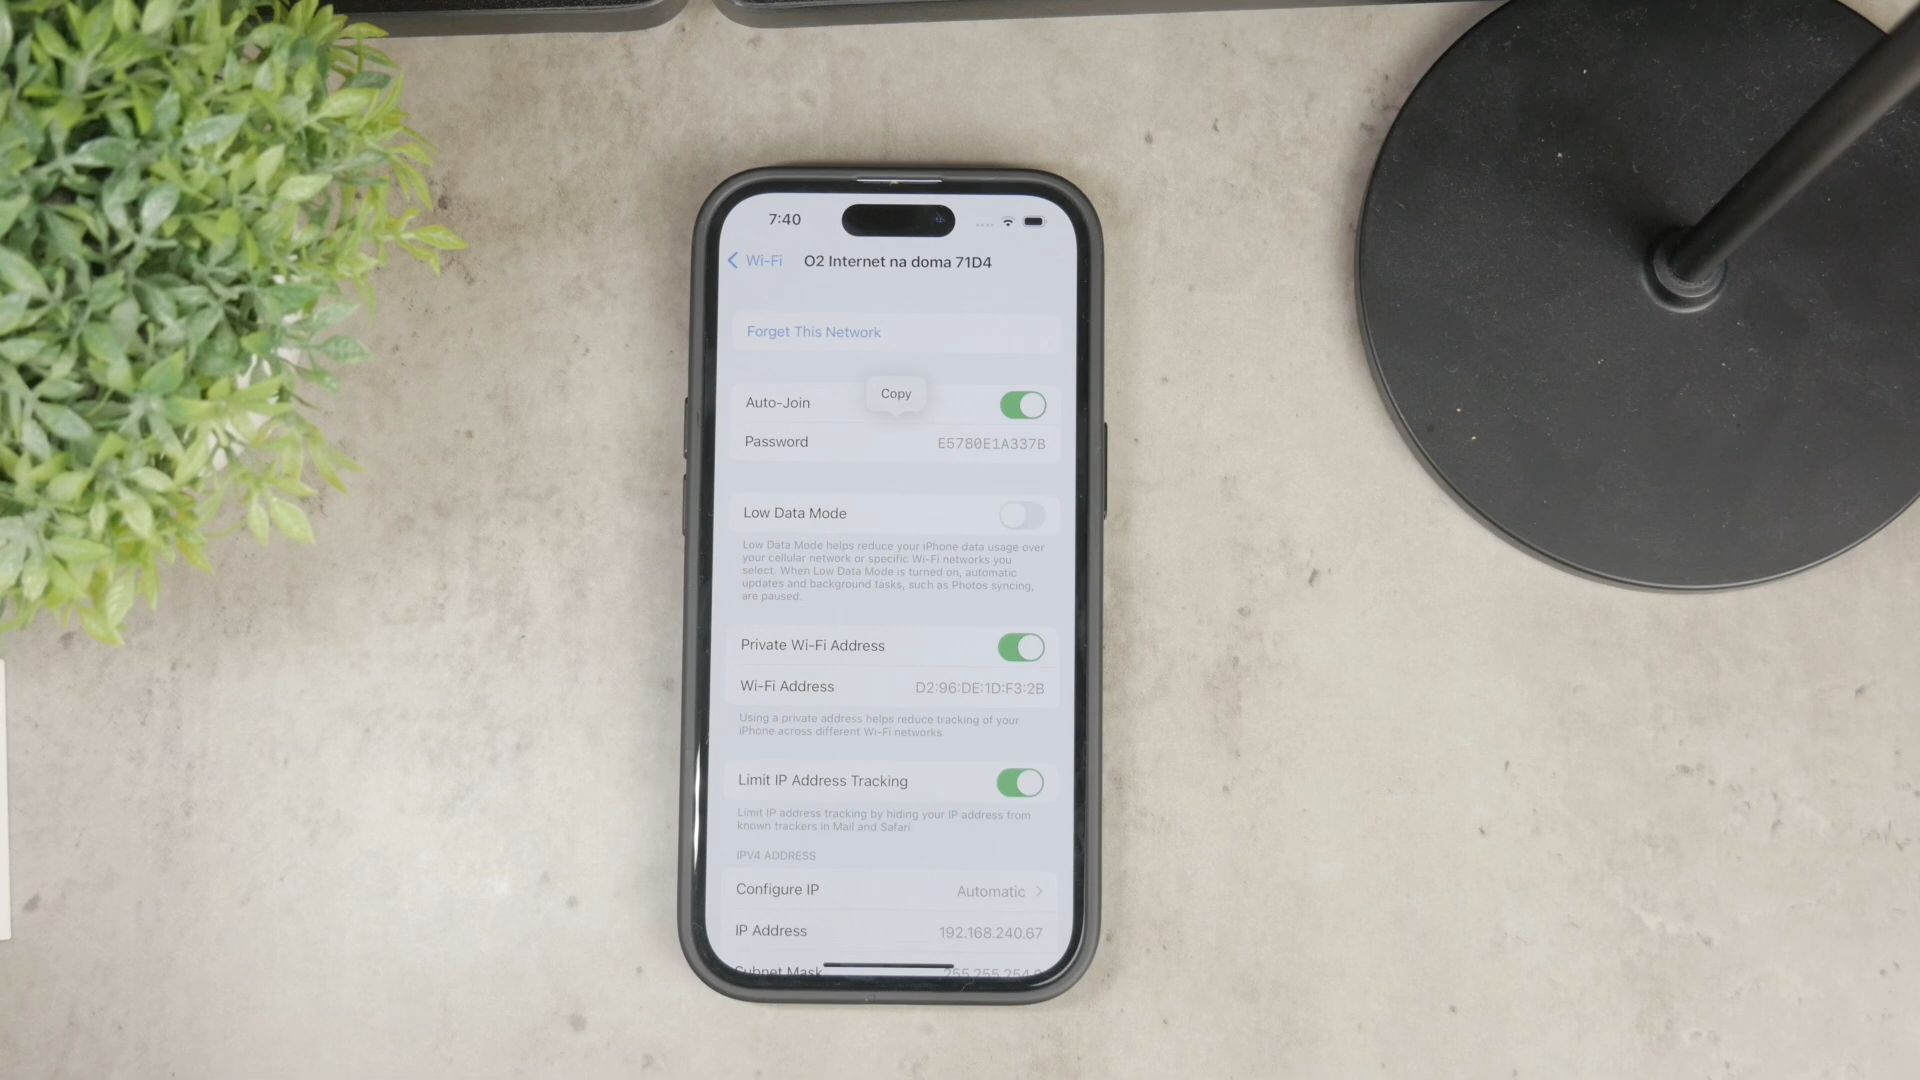 7:40
Wi-Fi
O2 Internet na doma 71D4
Forget This Network
Copy
Auto-Join
Password E5780E1A337B
Low Data Mode
Low Data Mode helps reduce your iPhone data usage over
your cellular network or specific Wi-Fi networks you
select. When Low Data Mode is turned on, automatic
updates and background tasks, such as Photos syncing,
are paused.
Private Wi-Fi Address
Wi-Fi Address D2:96:DE:1D:F3:2B
Using a private address helps reduce tracking of your
iPhone across different Wi-Fi networks.
Limit IP Address Tracking
Limit IP address tracking by hiding your IP address from
known trackers in Mail and Safari.
IPV4 ADDRESS
Configure IP Automatic
IP Address 192.168.240.67
Subnet Mask 255.255.254.0